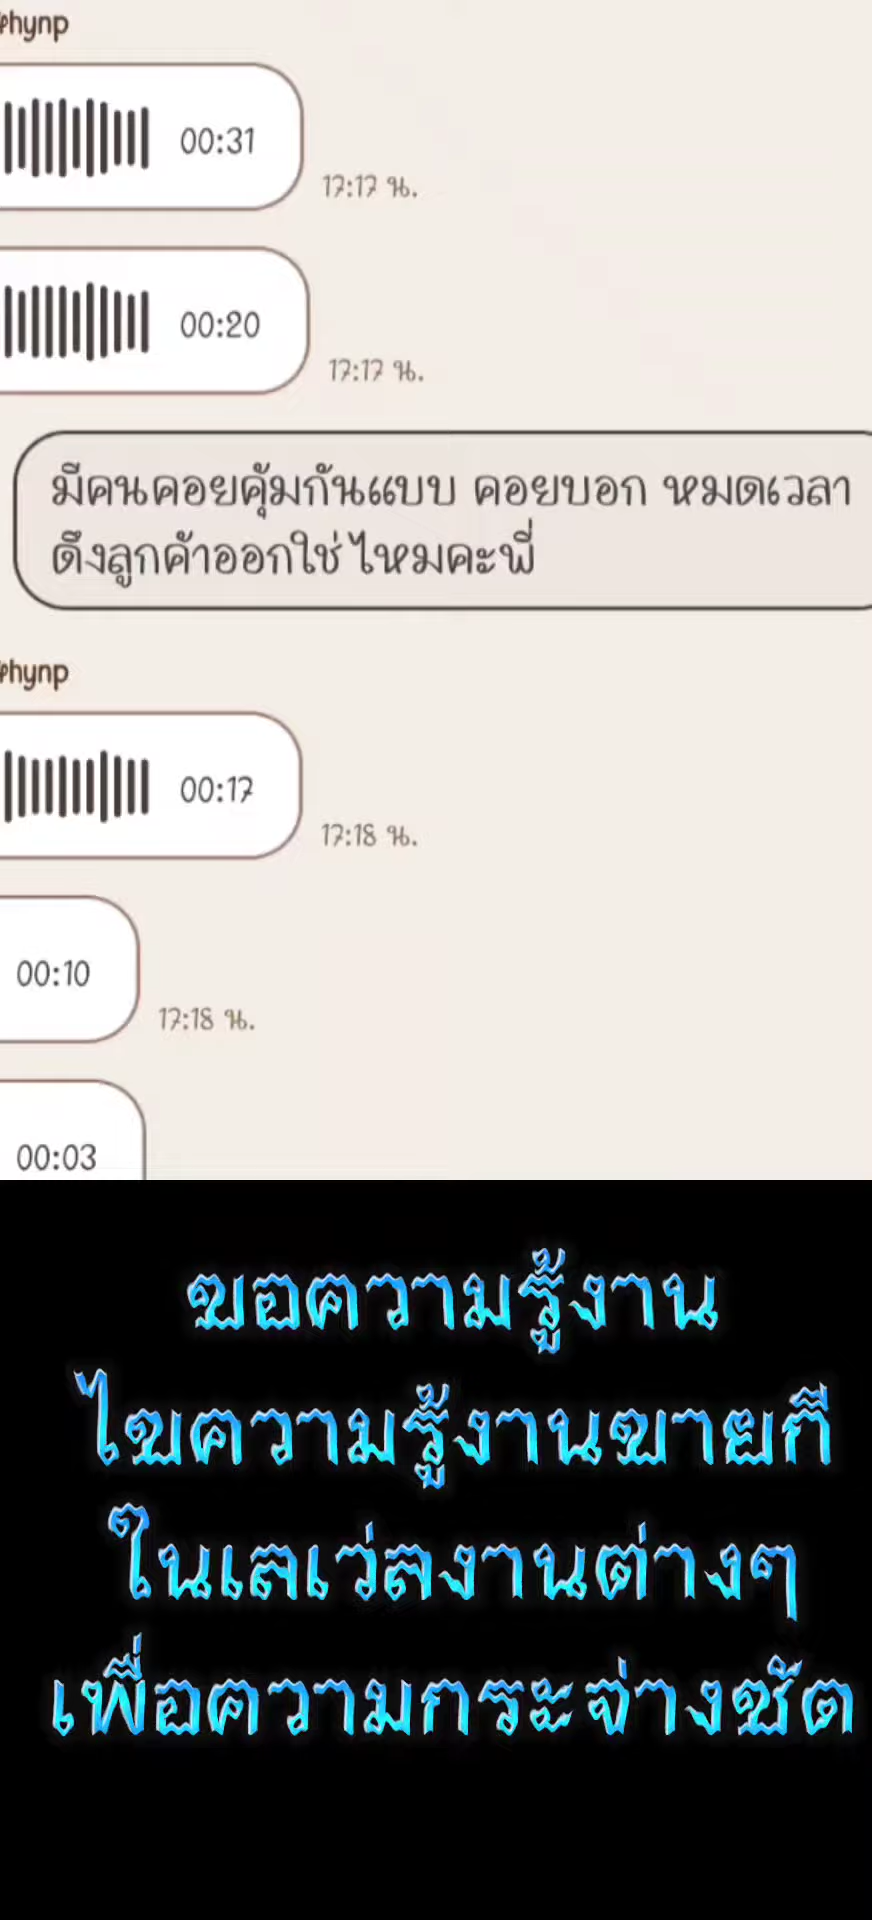 phynp
00:31
17:17 น.
00:20
17:17 น.
มีคนคอยคุ้มกันแบบ คอยบอก หมดเวลา
ดึงลูกค้าออกใช่ไหมคะพี่
phynp
00:17
17:18 น.
00:10
17:18 น.
00:03
ขอความรู้งาน
ไขความรู้งานขายกี
ในเลเว่ลงานต่างๆ
เพื่อความกระจ่างชัด